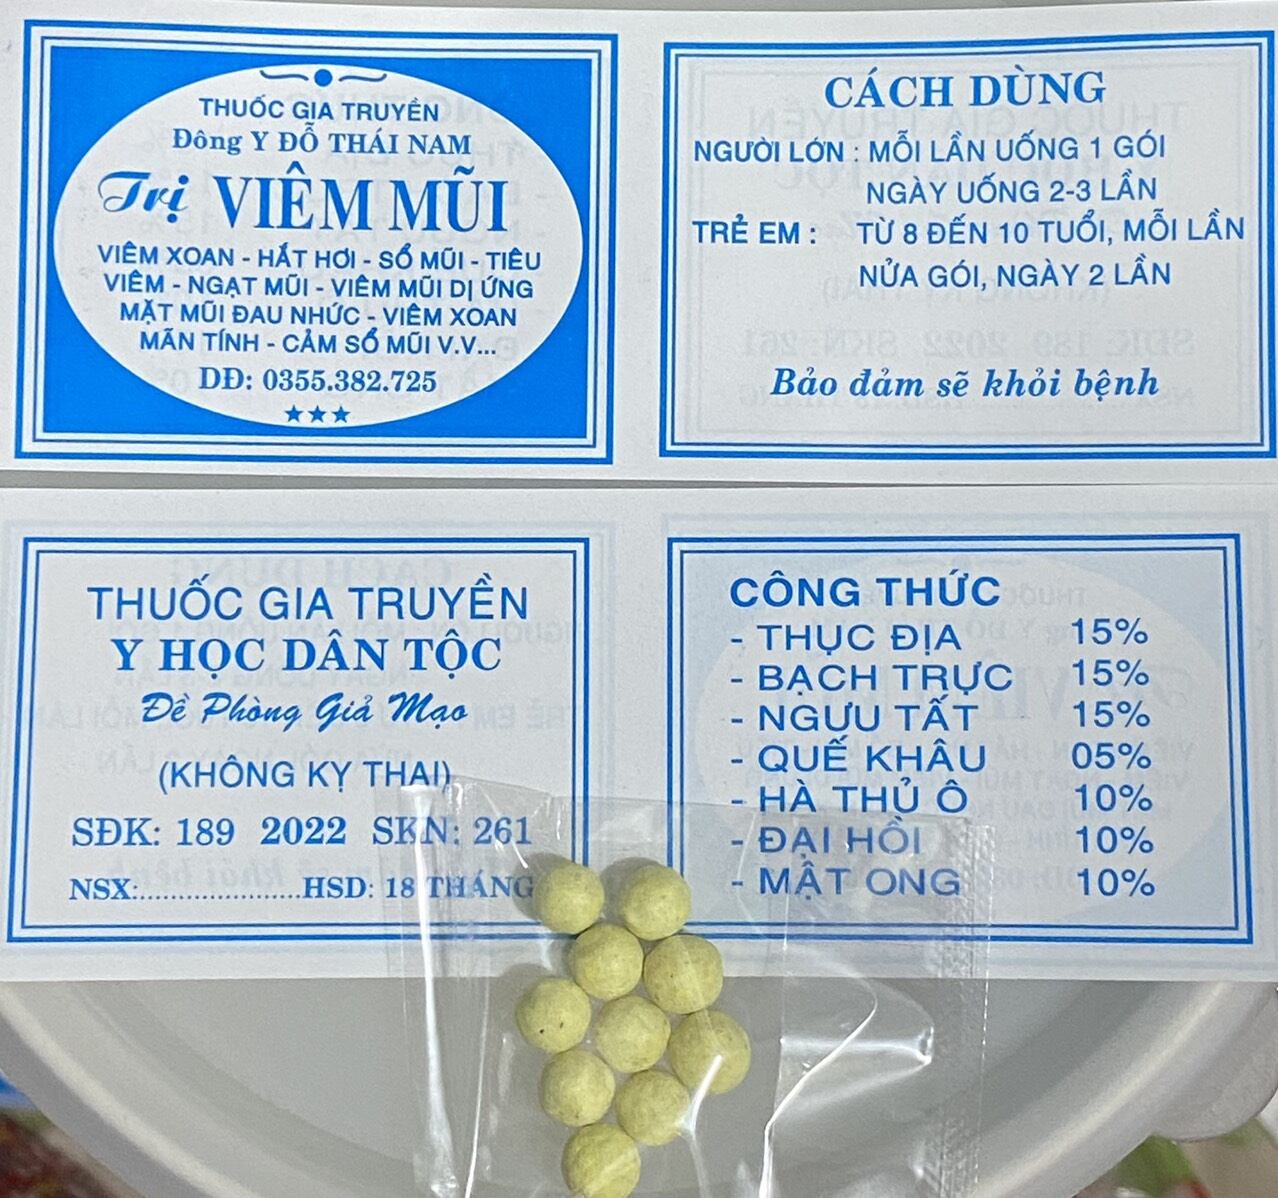 THUỐC GIA TRUYỀN
Đông Y ĐỖ THÁI NAM
Trị VIÊM MŨI
VIÊM XOAN - HẮT HƠI - SỔ MŨI - TIÊU
VIÊM - NGẠT MŨI - VIÊM MŨI DỊ ỨNG
MẶT MŨI ĐAU NHỨC - VIÊM XOAN
MÃN TÍNH - CẢM SỔ MŨI V.V...
DĐ: 0355.382.725
CÁCH DÙNG
NGƯỜI LỚN : MỖI LẦN UỐNG 1 GÓI
NGÀY UỐNG 2-3 LẦN
TRẺ EM : TỪ 8 ĐẾN 10 TUỔI, MỖI LẦN
NỬA GÓI, NGÀY 2 LẦN
Bảo đảm sẽ khỏi bệnh
THUỐC GIA TRUYỀN
Y HỌC DÂN TỘC
Đề Phòng Giả Mạo
(KHÔNG KỴ THAI)
SĐK: 189 2022 SKN: 261
NSX:......................HSD: 18 THÁNG
CÔNG THỨC
- THỤC ĐỊA 15%
- BẠCH TRỰC 15%
- NGƯU TẤT 15%
- QUẾ KHÂU 05%
- HÀ THỦ Ô 10%
- ĐẠI HỒI 10%
- MẬT ONG 10%